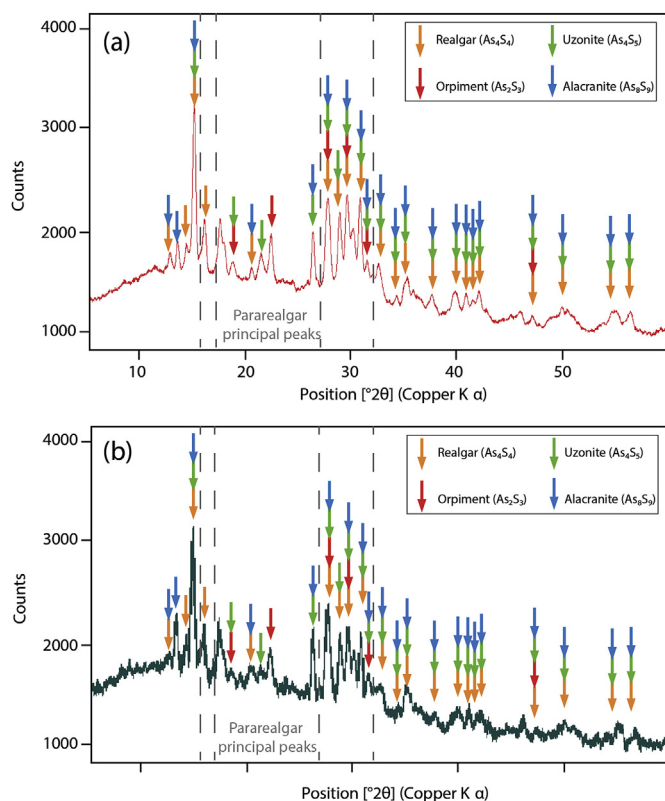 (a)
4000
3000
2000
1000
Counts
Realgar (As₄S₄)
Uzonite (As₄S₅)
Orpiment (As₂S₃)
Alacranite (As₈S₉)
Pararealgar
principal peaks
10
20
30
40
50
Position [°2θ] (Copper K α)
(b)
4000
3000
2000
1000
Counts
Realgar (As₄S₄)
Uzonite (As₄S₅)
Orpiment (As₂S₃)
Alacranite (As₈S₉)
Pararealgar
principal peaks
Position [°2θ] (Copper K α)